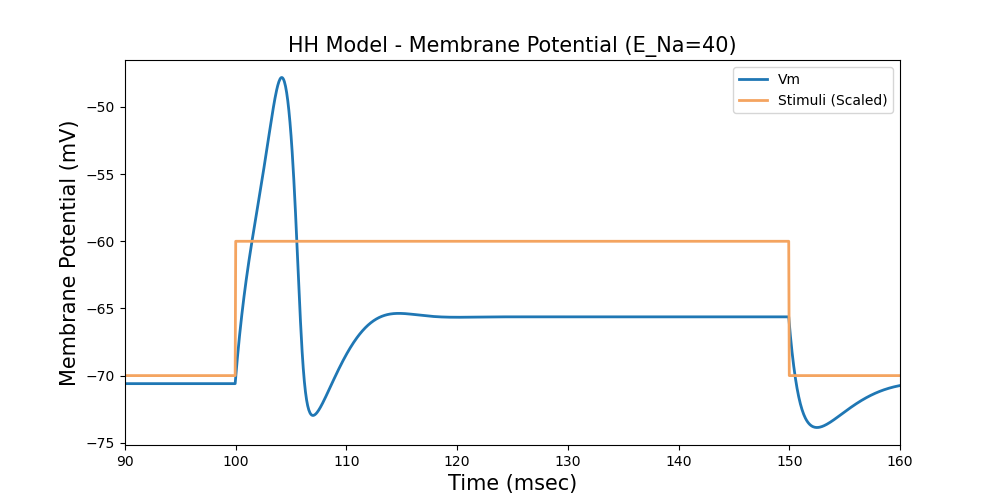 HH Model - Membrane Potential (E_Na=40)
Vm
Stimuli (Scaled)
Membrane Potential (mV)
−50
−55
−60
−65
−70
−75
90 100 110 120 130 140 150 160
Time (msec)